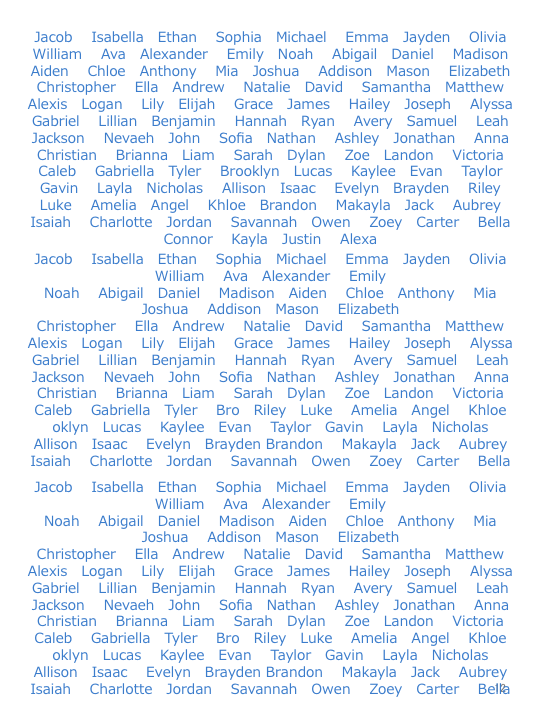 Jacob Isabella Ethan Sophia Michael Emma Jayden Olivia
William Ava Alexander Emily Noah Abigail Daniel Madison
Aiden Chloe Anthony Mia Joshua Addison Mason Elizabeth
Christopher Ella Andrew Natalie David Samantha Matthew
Alexis Logan Lily Elijah Grace James Hailey Joseph Alyssa
Gabriel Lillian Benjamin Hannah Ryan Avery Samuel Leah
Jackson Nevaeh John Sofia Nathan Ashley Jonathan Anna
Christian Brianna Liam Sarah Dylan Zoe Landon Victoria
Caleb Gabriella Tyler Brooklyn Lucas Kaylee Evan Taylor
Gavin Layla Nicholas Allison Isaac Evelyn Brayden Riley
Luke Amelia Angel Khloe Brandon Makayla Jack Aubrey
Isaiah Charlotte Jordan Savannah Owen Zoey Carter Bella
Connor Kayla Justin Alexa
Jacob Isabella Ethan Sophia Michael Emma Jayden Olivia
William Ava Alexander Emily
Noah Abigail Daniel Madison Aiden Chloe Anthony Mia
Joshua Addison Mason Elizabeth
Christopher Ella Andrew Natalie David Samantha Matthew
Alexis Logan Lily Elijah Grace James Hailey Joseph Alyssa
Gabriel Lillian Benjamin Hannah Ryan Avery Samuel Leah
Jackson Nevaeh John Sofia Nathan Ashley Jonathan Anna
Christian Brianna Liam Sarah Dylan Zoe Landon Victoria
Caleb Gabriella Tyler Bro Riley Luke Amelia Angel Khloe
oklyn Lucas Kaylee Evan Taylor Gavin Layla Nicholas
Allison Isaac Evelyn Brayden Brandon Makayla Jack Aubrey
Isaiah Charlotte Jordan Savannah Owen Zoey Carter Bella
Jacob Isabella Ethan Sophia Michael Emma Jayden Olivia
William Ava Alexander Emily
Noah Abigail Daniel Madison Aiden Chloe Anthony Mia
Joshua Addison Mason Elizabeth
Christopher Ella Andrew Natalie David Samantha Matthew
Alexis Logan Lily Elijah Grace James Hailey Joseph Alyssa
Gabriel Lillian Benjamin Hannah Ryan Avery Samuel Leah
Jackson Nevaeh John Sofia Nathan Ashley Jonathan Anna
Christian Brianna Liam Sarah Dylan Zoe Landon Victoria
Caleb Gabriella Tyler Bro Riley Luke Amelia Angel Khloe
oklyn Lucas Kaylee Evan Taylor Gavin Layla Nicholas
Allison Isaac Evelyn Brayden Brandon Makayla Jack Aubrey
Isaiah Charlotte Jordan Savannah Owen Zoey Carter Bella